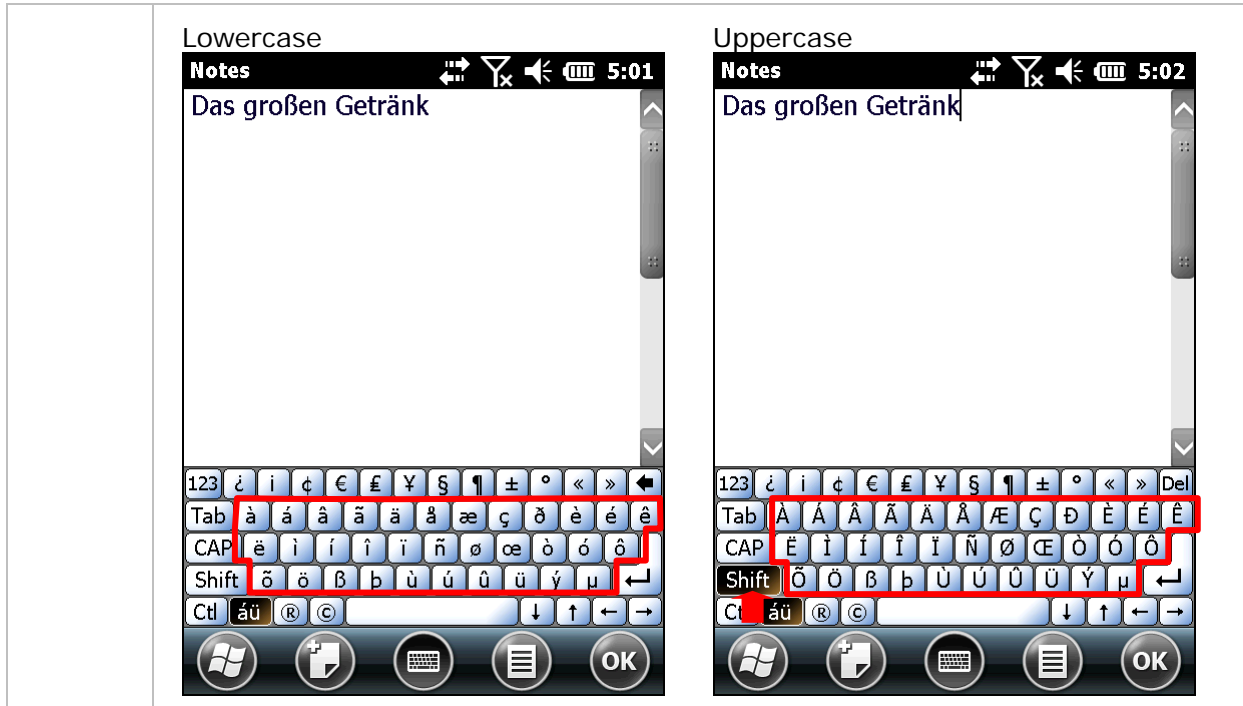 Lowercase
Notes 5:01
Das großen Getränk
123 ¿ ¡ ¢ € £ ¥ § ¶ ± ° « »
Tab à á â ã ä å æ ç ð è é ê
CAP ë ì í î ï ñ ø œ ò ó ô
Shift õ ö ß þ ù ú û ü ý µ
Ctl áü ® © ↓ ↑ ← →
OK
Uppercase
Notes 5:02
Das großen Getränk
123 ¿ ¡ ¢ € £ ¥ § ¶ ± ° « » Del
Tab À Á Â Ã Ä Å Æ Ç Đ È É Ê
CAP Ë Ì Í Î Ï Ñ Ø Œ Ò Ó Ô
Shift Õ Ö ß þ Ù Ú Û Ü Ý µ
Ct áü ® © ↓ ↑ ← →
OK